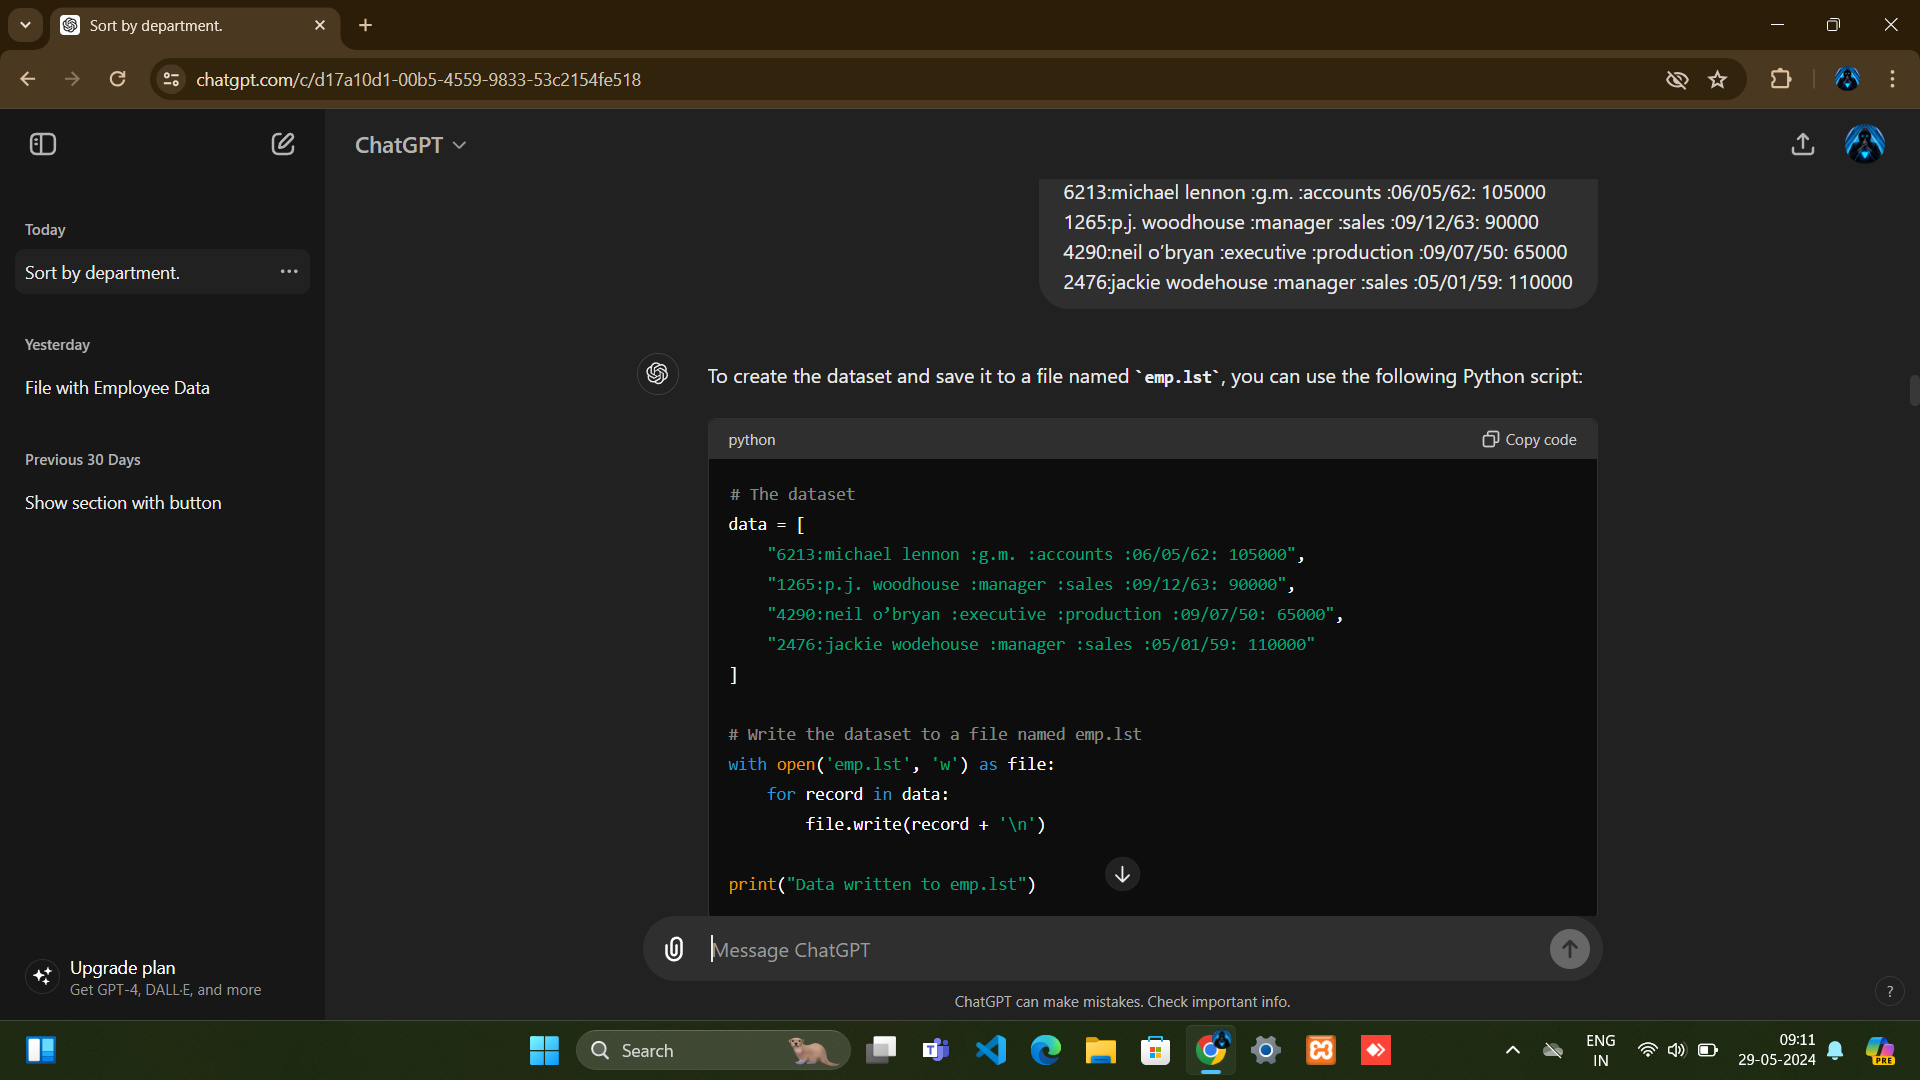 Sort by department.
chatgpt.com/c/d17a10d1-00b5-4559-9833-53c2154fe518
ChatGPT
Today
Sort by department.
Yesterday
File with Employee Data
Previous 30 Days
Show section with button
Upgrade plan
Get GPT-4, DALL·E, and more
6213:michael lennon :g.m. :accounts :06/05/62: 105000
1265:p.j. woodhouse :manager :sales :09/12/63: 90000
4290:neil o’bryan :executive :production :09/07/50: 65000
2476:jackie wodehouse :manager :sales :05/01/59: 110000
To create the dataset and save it to a file named `emp.lst`, you can use the following Python script:
python Copy code
# The dataset
data = [
    "6213:michael lennon :g.m. :accounts :06/05/62: 105000",
    "1265:p.j. woodhouse :manager :sales :09/12/63: 90000",
    "4290:neil o’bryan :executive :production :09/07/50: 65000",
    "2476:jackie wodehouse :manager :sales :05/01/59: 110000"
]
# Write the dataset to a file named emp.lst
with open('emp.lst', 'w') as file:
    for record in data:
        file.write(record + '\n')
print("Data written to emp.lst")
Message ChatGPT
ChatGPT can make mistakes. Check important info.
?
Search
T
ENG
IN
09:11
29-05-2024
PRE